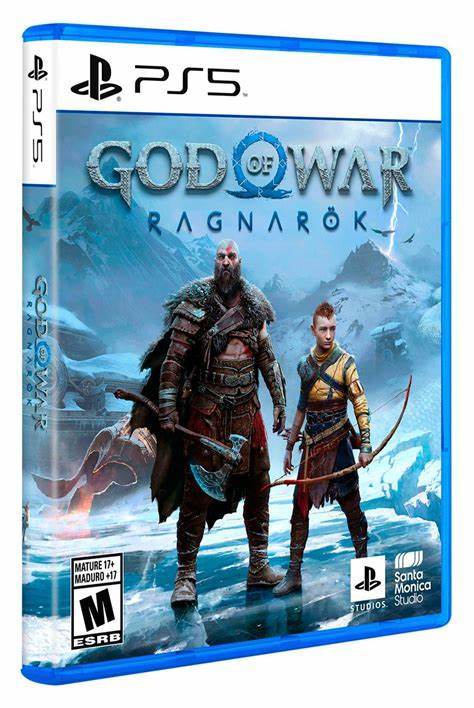 PS5
PS5
GOD OF WAR
RAGNARÖK
GOD OF WAR
RAGNARÖK
MATURE 17+
MADURO +17
M
ESRB
STUDIOS.
Santa
Monica
Studio